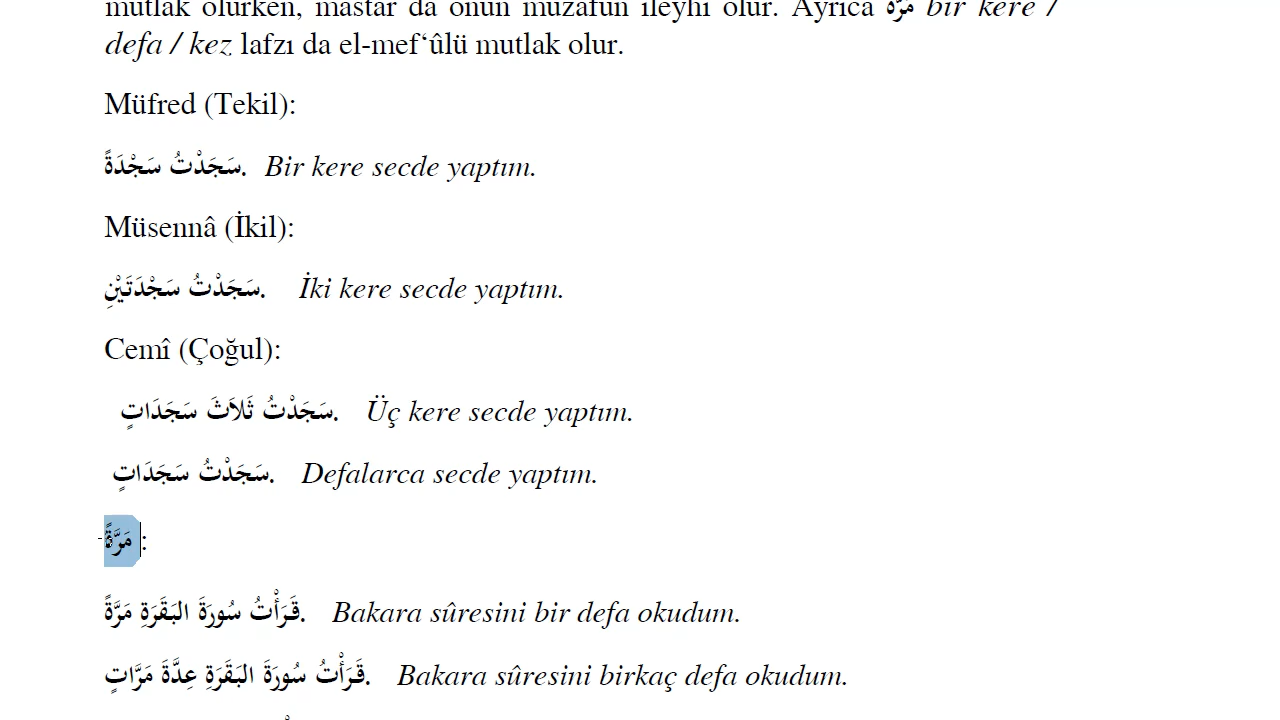 mutlak olurken, mastar da onun muzâfun ileyhi olur. Ayrıca مَرَّةً bir kere /
defa / kez lafzı da el-mef‘ûlü mutlak olur.
Müfred (Tekil):
سَجَدْتُ سَجْدَةً. Bir kere secde yaptım.
Müsennâ (İkil):
سَجَدْتُ سَجْدَتَيْنِ. İki kere secde yaptım.
Cemî (Çoğul):
سَجَدْتُ ثَلاَثَ سَجَدَاتٍ. Üç kere secde yaptım.
سَجَدْتُ سَجَدَاتٍ. Defalarca secde yaptım.
مَرَّةً :
قَرَأْتُ سُورَةَ البَقَرَةِ مَرَّةً. Bakara sûresini bir defa okudum.
قَرَأْتُ سُورَةَ البَقَرَةِ عِدَّةَ مَرَّاتٍ. Bakara sûresini birkaç defa okudum.